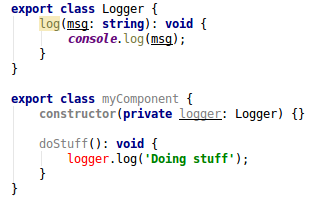 export class Logger {
    log(msg: string): void {
        console.log(msg);
    }
}
export class myComponent {
    constructor(private logger: Logger) {}
    doStuff(): void {
        logger.log('Doing stuff');
    }
}